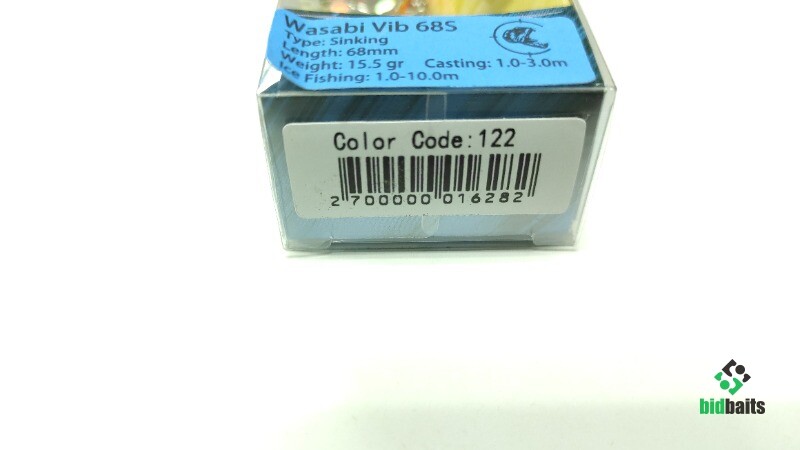 Wasabi Vib 68S
Type: Sinking
Length: 68mm
Weight: 15.5 gr Casting: 1.0-3.0m
Ice Fishing: 1.0-10.0m
Color Code:122
2 700000 016282
bidbaits